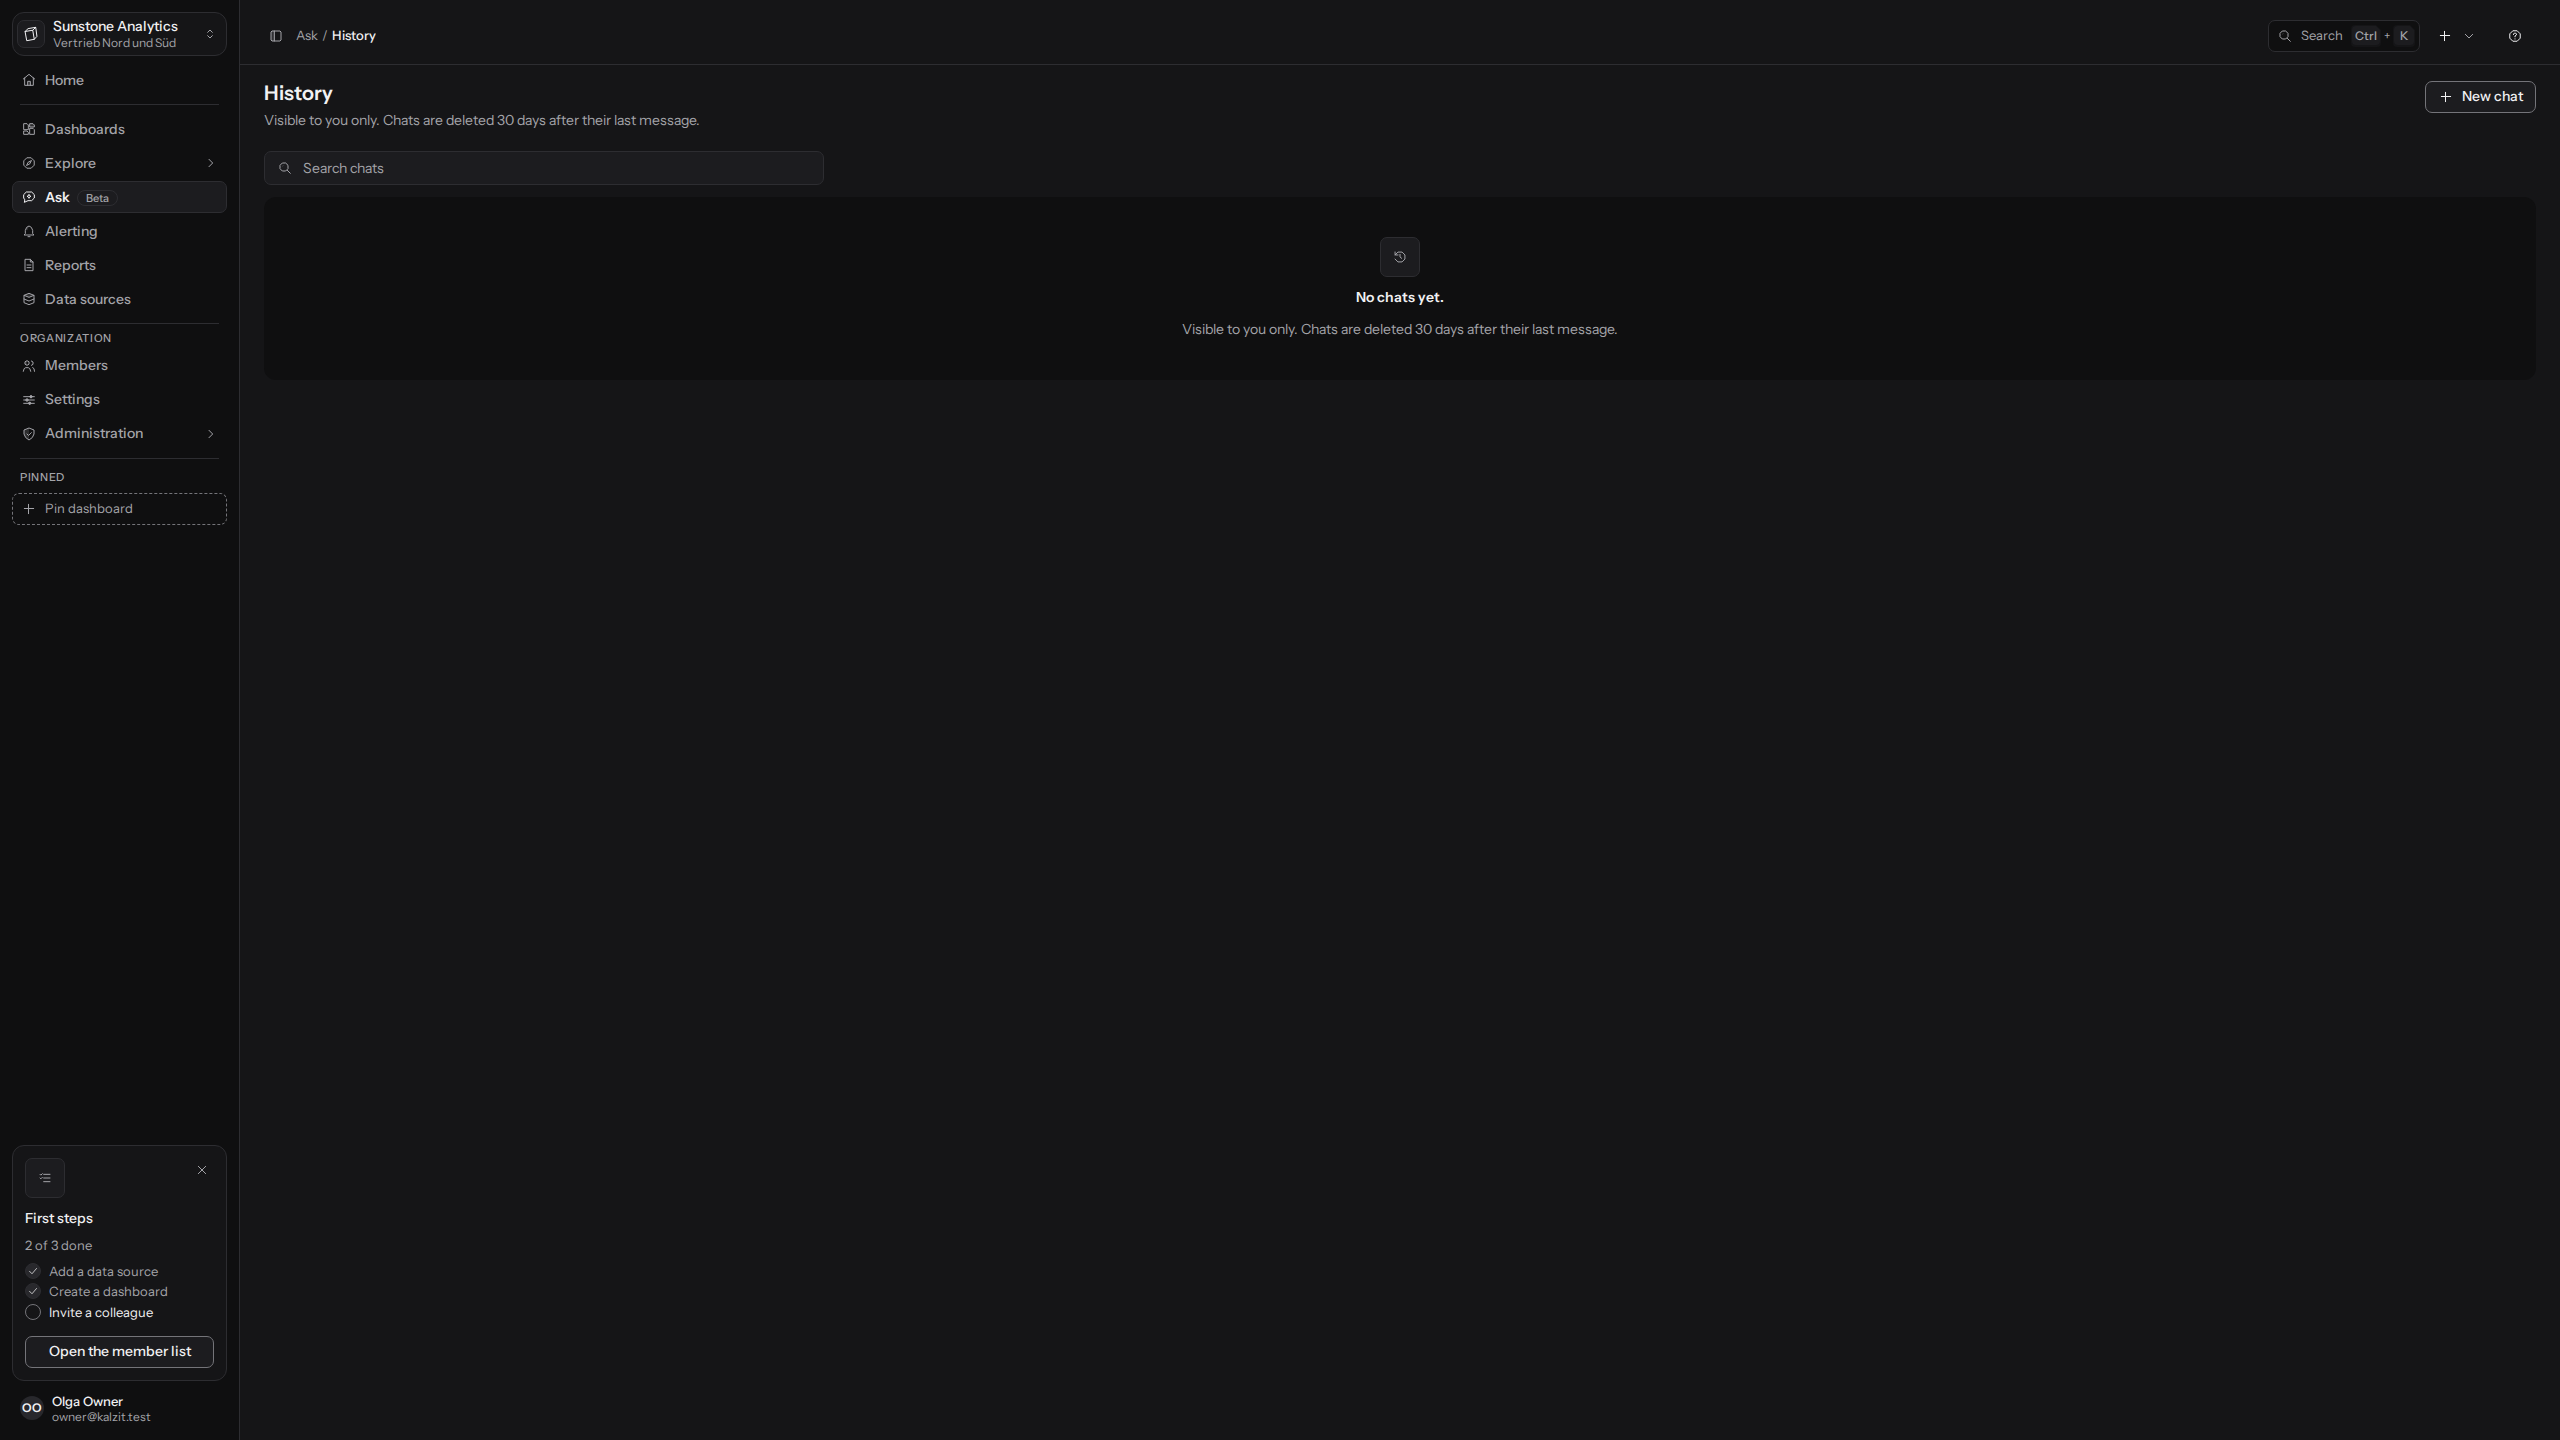 Sunstone Analytics
Vertrieb Nord und Süd
Home
Dashboards
Explore
Ask Beta
Alerting
Reports
Data sources
ORGANIZATION
Members
Settings
Administration
PINNED
Pin dashboard
First steps
2 of 3 done
Add a data source
Create a dashboard
Invite a colleague
Open the member list
OO
Olga Owner
owner@kalzit.test
Ask / History
Search Ctrl + K
History
Visible to you only. Chats are deleted 30 days after their last message.
New chat
Search chats
No chats yet.
Visible to you only. Chats are deleted 30 days after their last message.